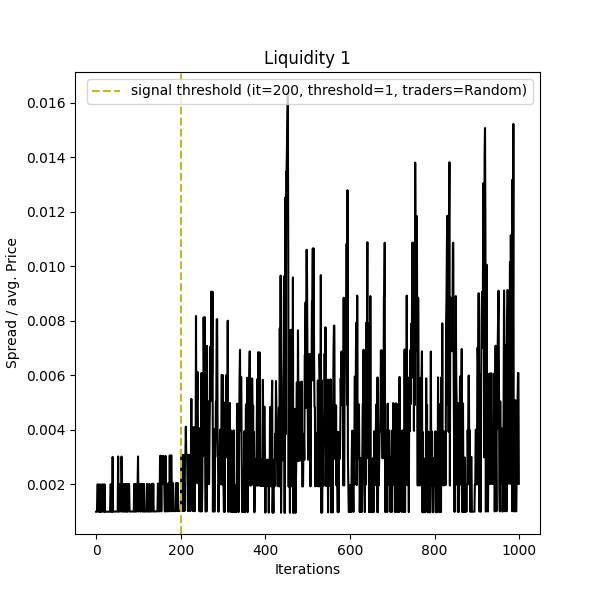 Liquidity 1
signal threshold (it=200, threshold=1, traders=Random)
Spread / avg. Price
0.016
0.014
0.012
0.010
0.008
0.006
0.004
0.002
0 200 400 600 800 1000
Iterations